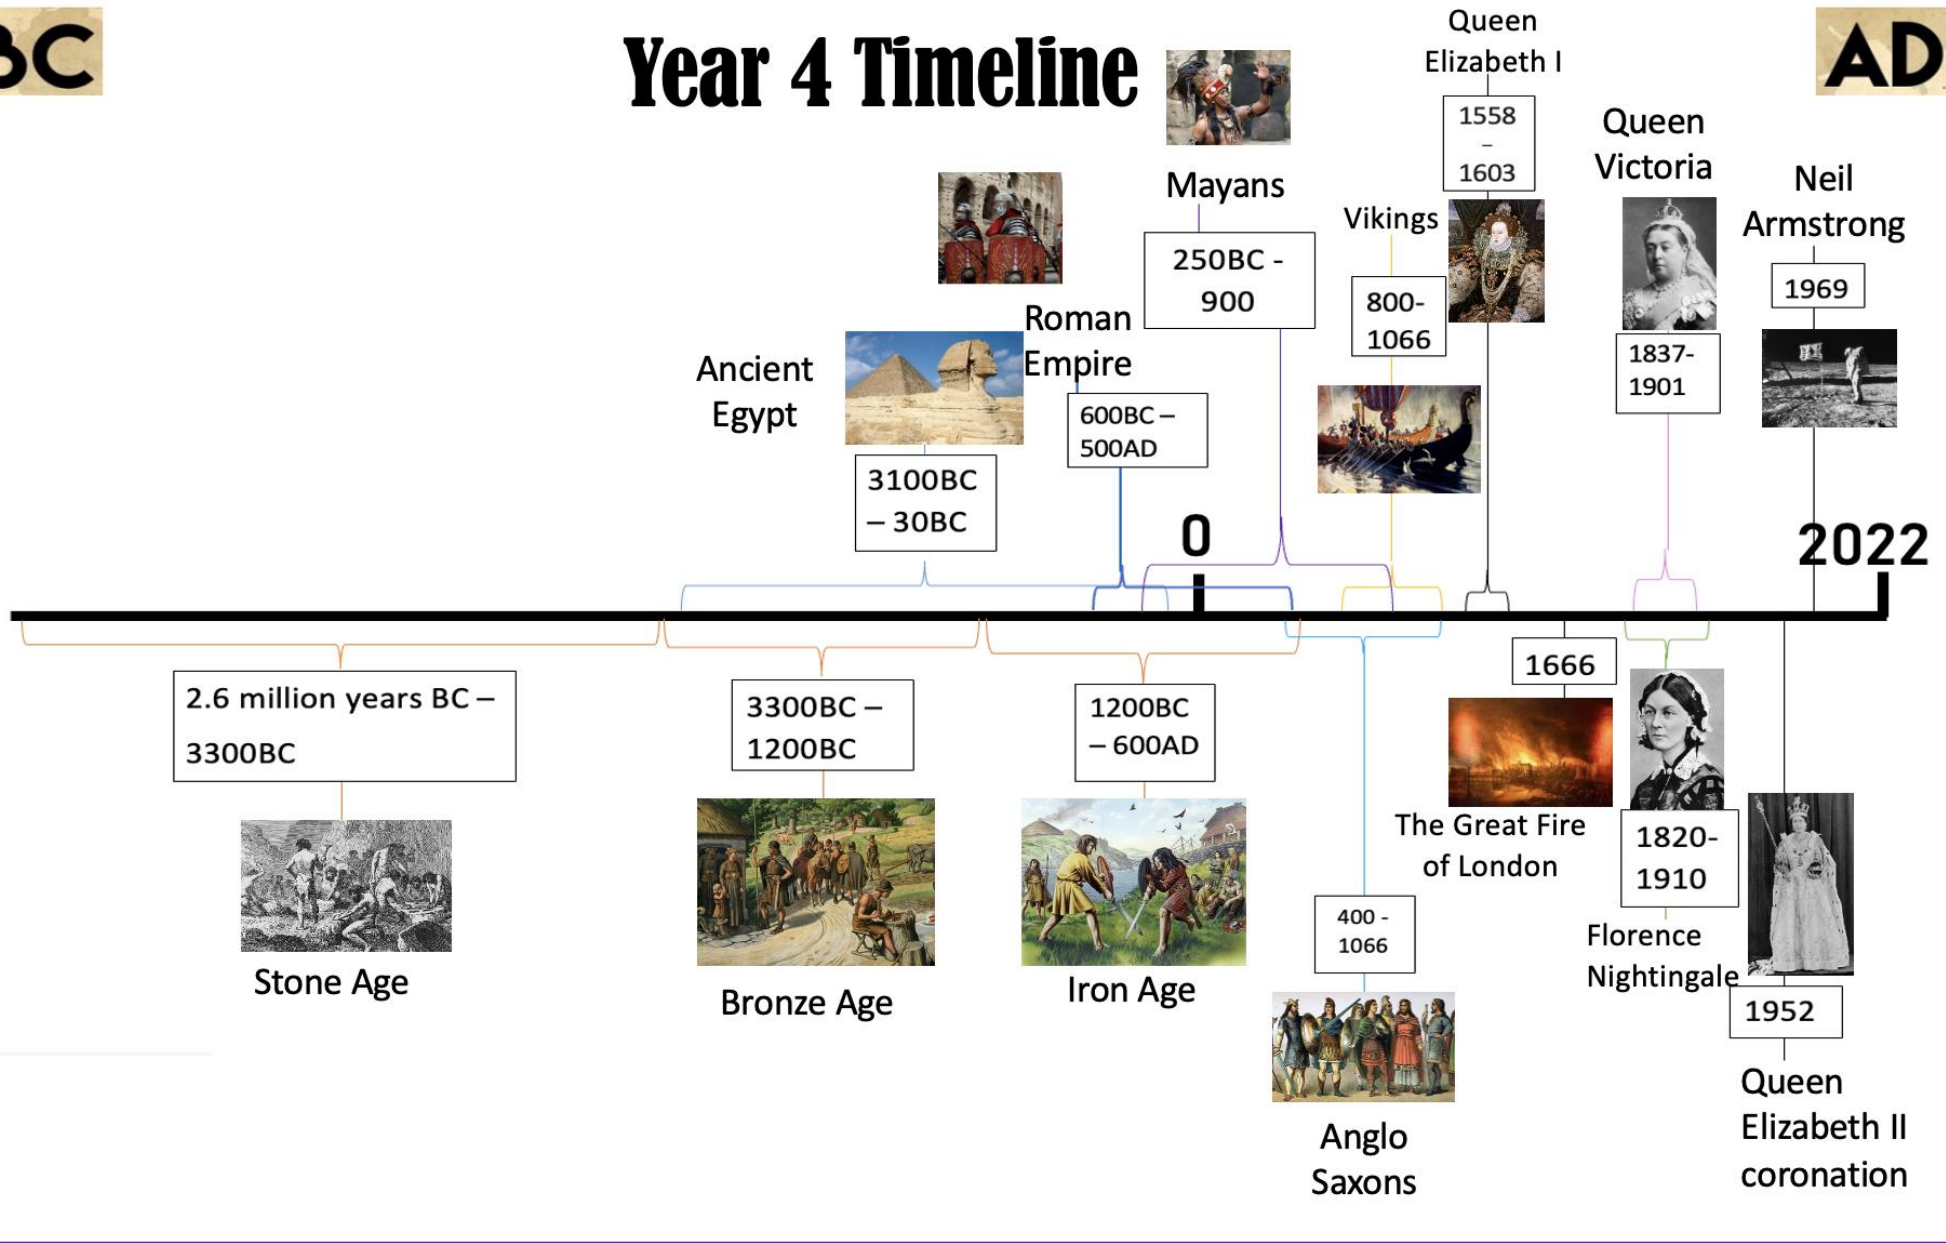 BC
Year 4 Timeline
AD
Queen
Elizabeth I
1558
–
1603
Queen
Victoria
1837-
1901
Neil
Armstrong
1969
Mayans
250BC -
900
Vikings
800-
1066
Roman
Empire
600BC –
500AD
Ancient
Egypt
3100BC
– 30BC
0
2022
2.6 million years BC –
3300BC
Stone Age
3300BC –
1200BC
Bronze Age
1200BC
– 600AD
Iron Age
400 -
1066
Anglo
Saxons
1666
The Great Fire
of London
1820-
1910
Florence
Nightingale
1952
Queen
Elizabeth II
coronation